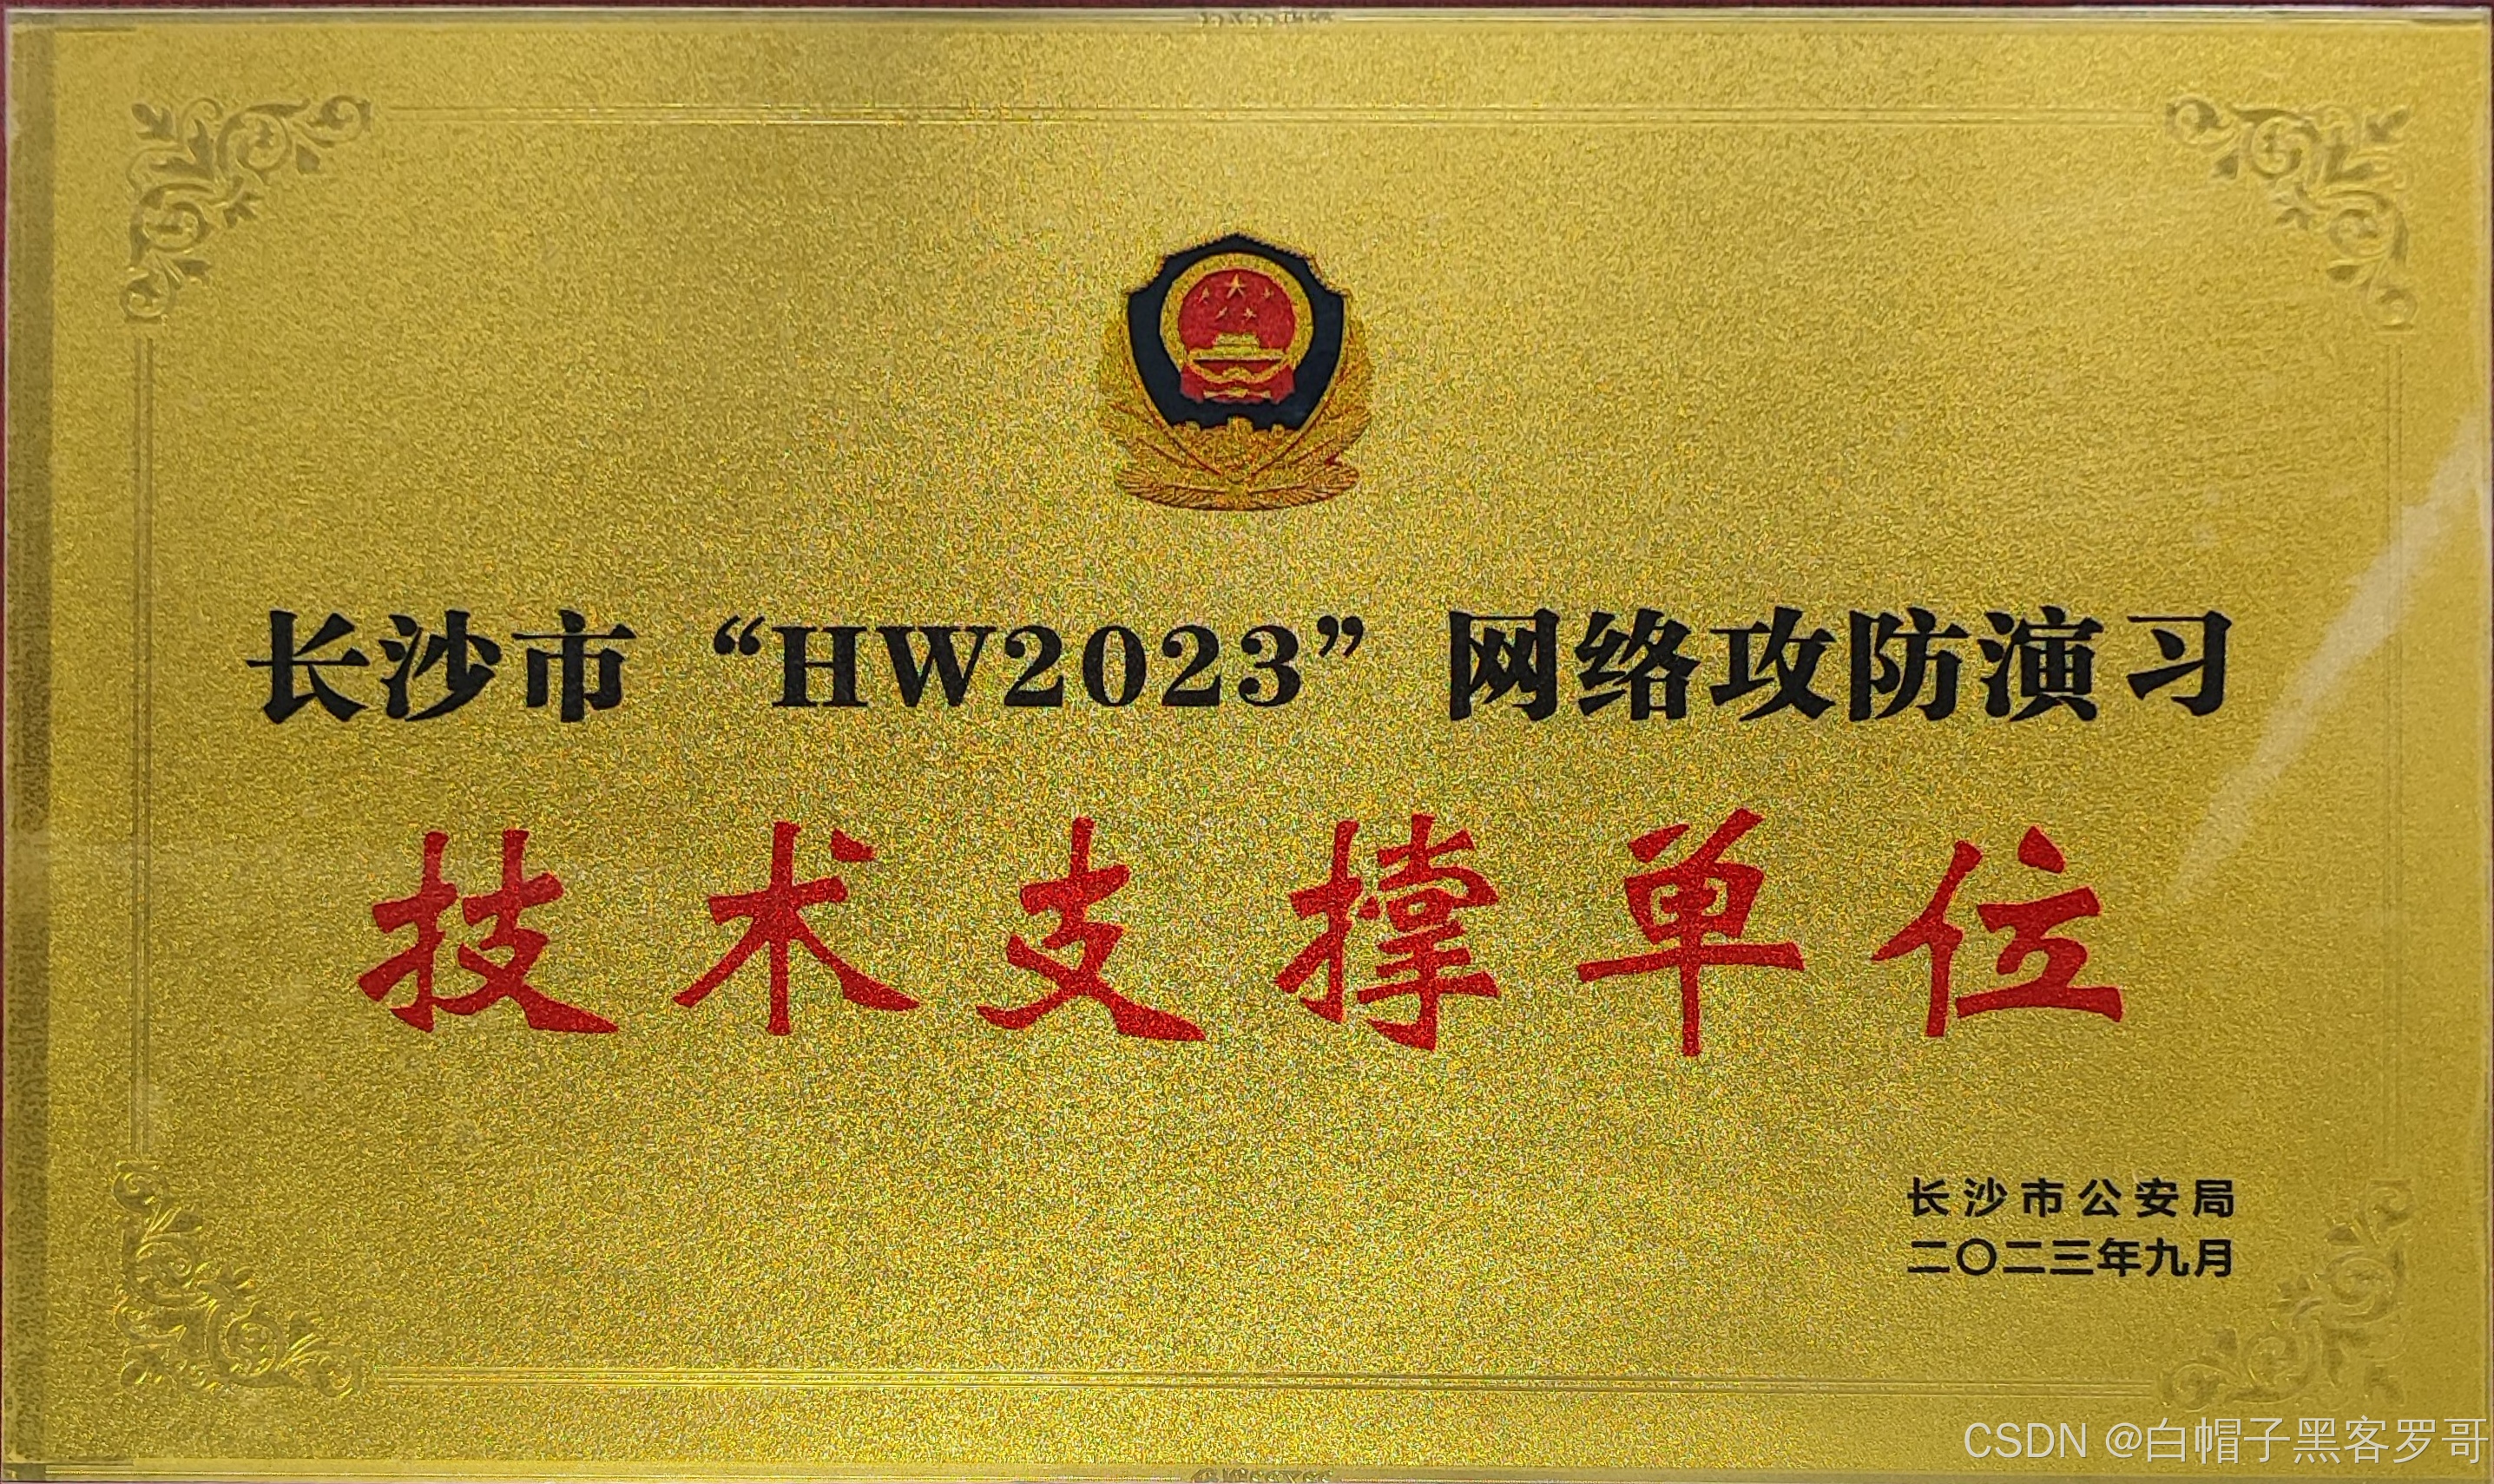 长沙市“HW2023”网络攻防演习
技术支撑单位
长沙市公安局
二〇二三年九月
CSDN @白帽子黑客罗哥